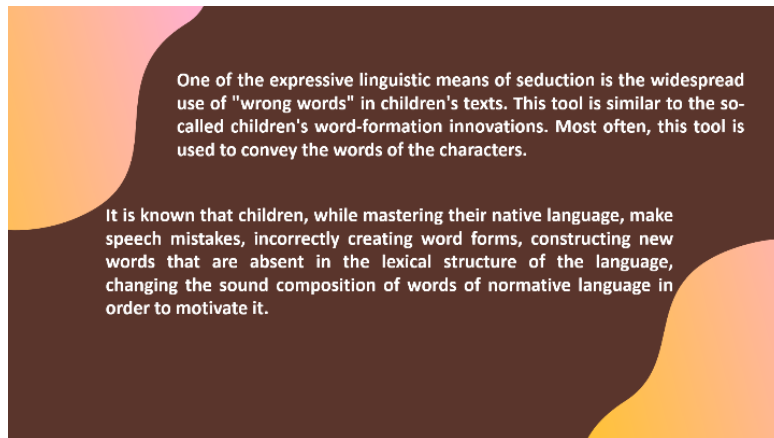 One of the expressive linguistic means of seduction is the widespread
use of "wrong words" in children's texts. This tool is similar to the so-
called children's word-formation innovations. Most often, this tool is
used to convey the words of the characters.
It is known that children, while mastering their native language, make
speech mistakes, incorrectly creating word forms, constructing new
words that are absent in the lexical structure of the language,
changing the sound composition of words of normative language in
order to motivate it.